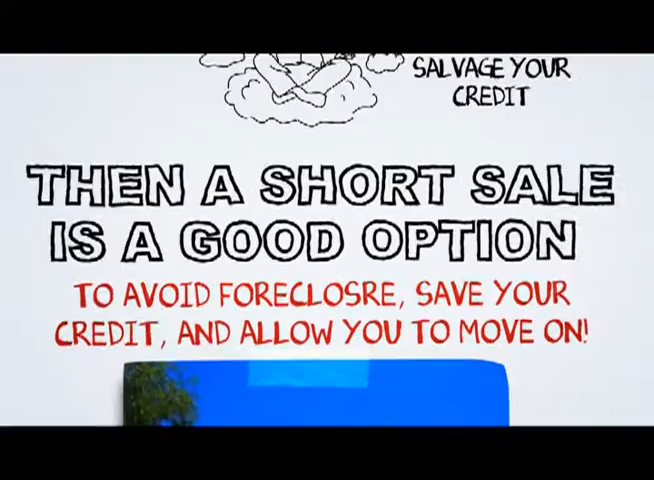 SALVAGE YOUR
CREDIT
THEN A SHORT SALE
IS A GOOD OPTION
TO AVOID FORECLOSRE, SAVE YOUR
CREDIT, AND ALLOW YOU TO MOVE ON!